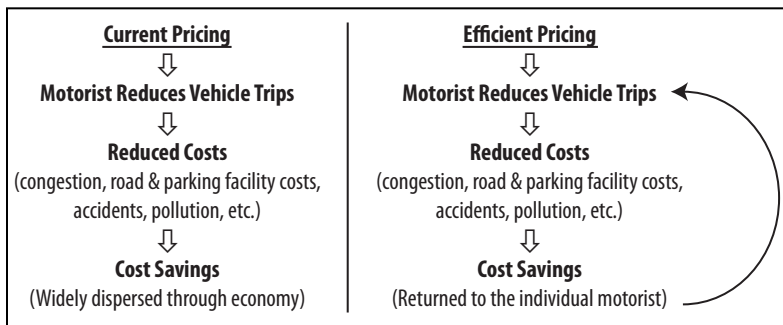 Current Pricing
Motorist Reduces Vehicle Trips
Reduced Costs
(congestion, road & parking facility costs,
accidents, pollution, etc.)
Cost Savings
(Widely dispersed through economy)
Efficient Pricing
Motorist Reduces Vehicle Trips
Reduced Costs
(congestion, road & parking facility costs,
accidents, pollution, etc.)
Cost Savings
(Returned to the individual motorist)